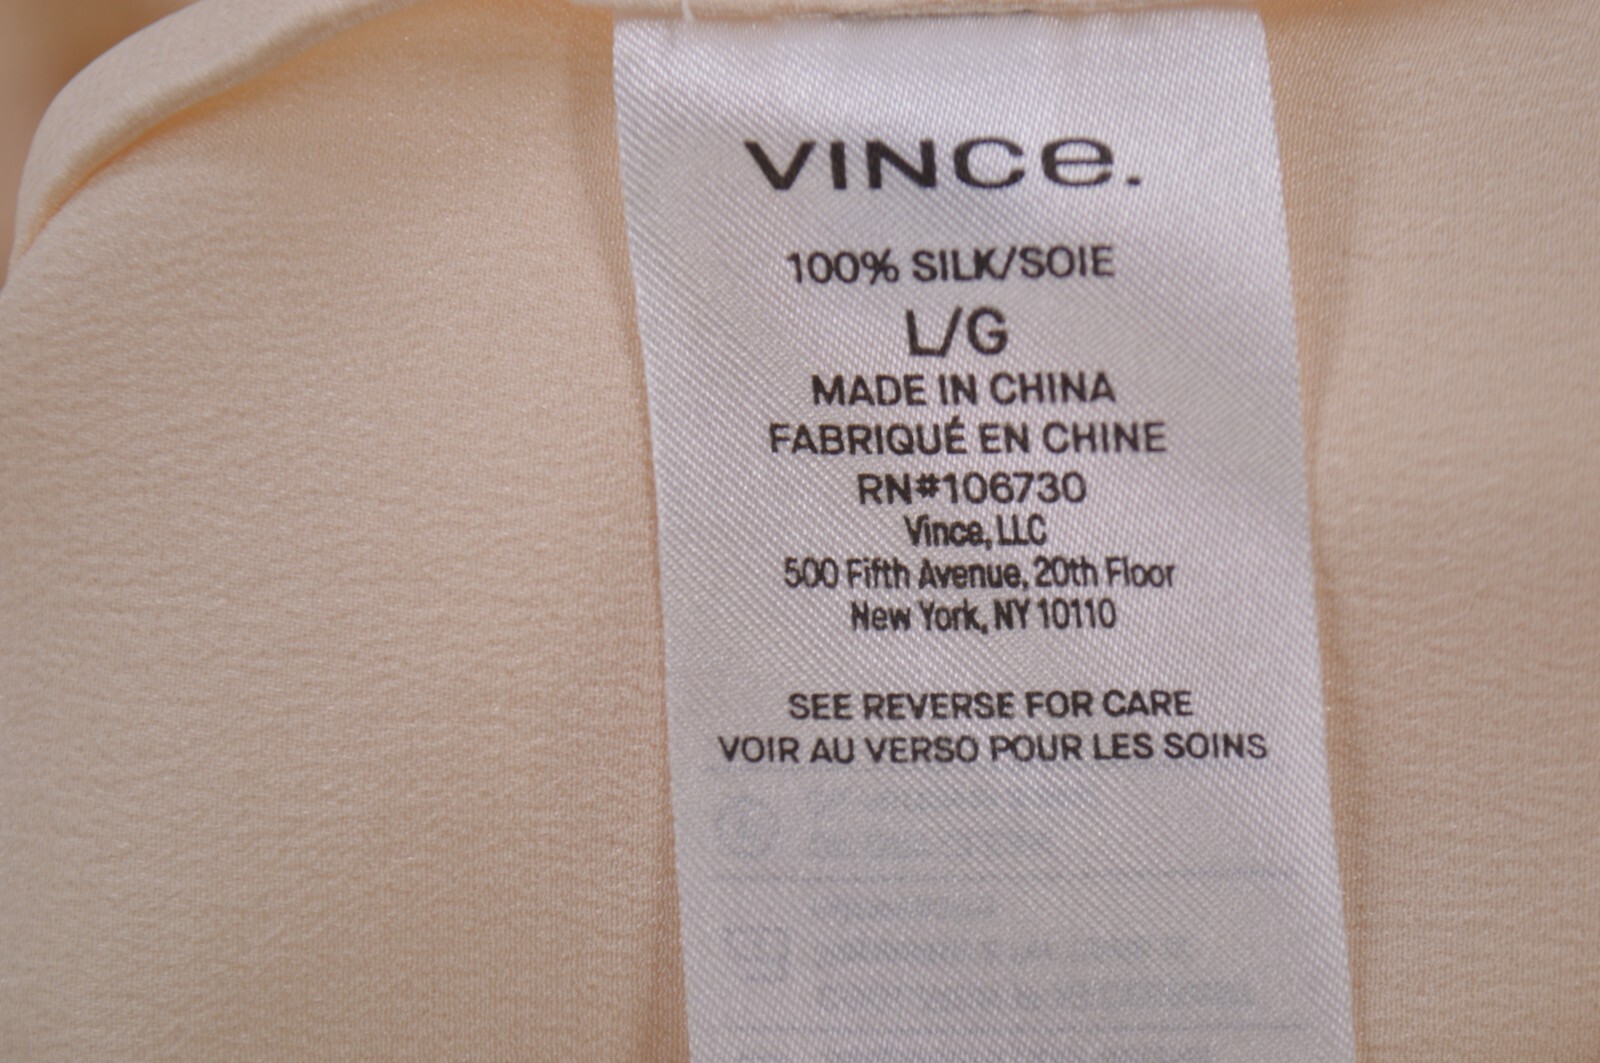 VINCe.
100% SILK/SOIE
L/G
MADE IN CHINA
FABRIQUÉ EN CHINE
RN#106730
Vince, LLC
500 Fifth Avenue, 20th Floor
New York, NY 10110
SEE REVERSE FOR CARE
VOIR AU VERSO POUR LES SOINS